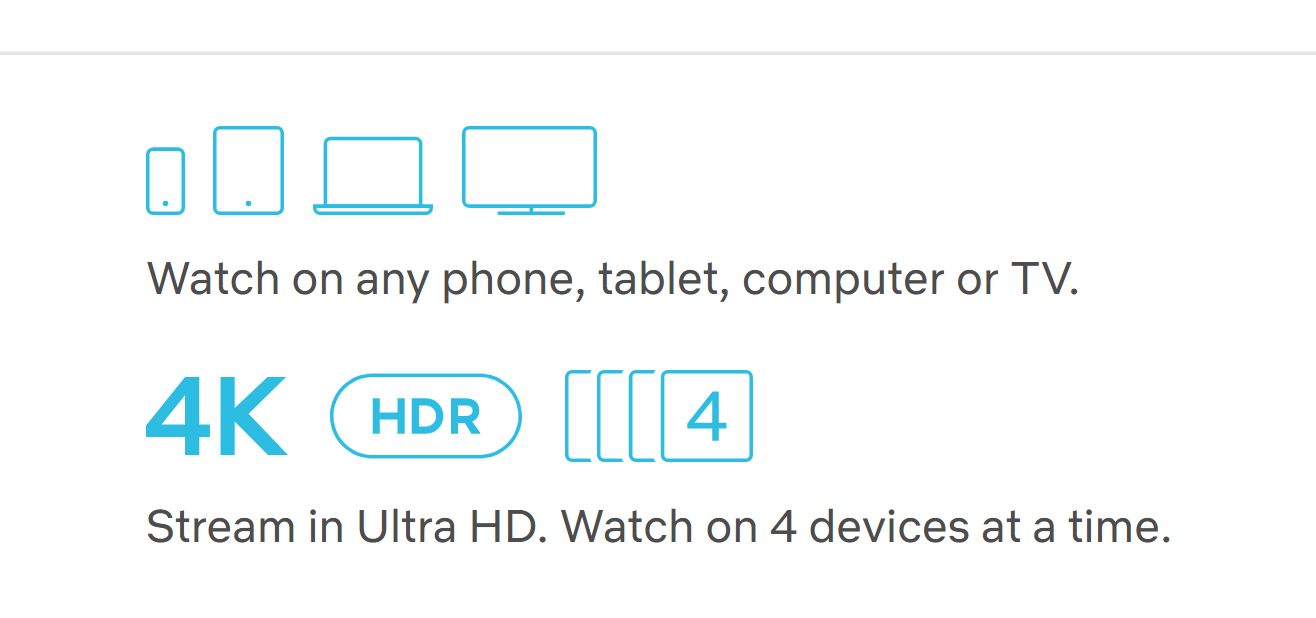 Watch on any phone, tablet, computer or TV.
4K HDR 4
Stream in Ultra HD. Watch on 4 devices at a time.